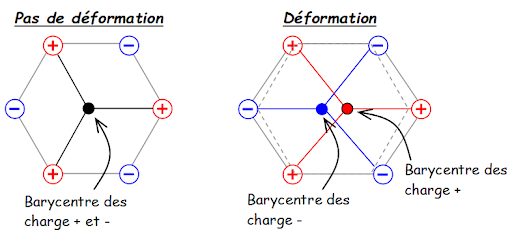 Pas de déformation
Déformation
+
−
−
+
+
−
+
−
−
+
+
−
Barycentre des
charge + et -
Barycentre des
charge -
Barycentre des
charge +